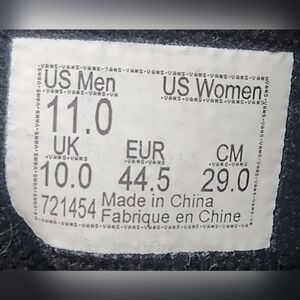 US Men US Women
11.0
UK EUR CM
10.0 44.5 29.0
721454 Made in China
Fabrique en Chine